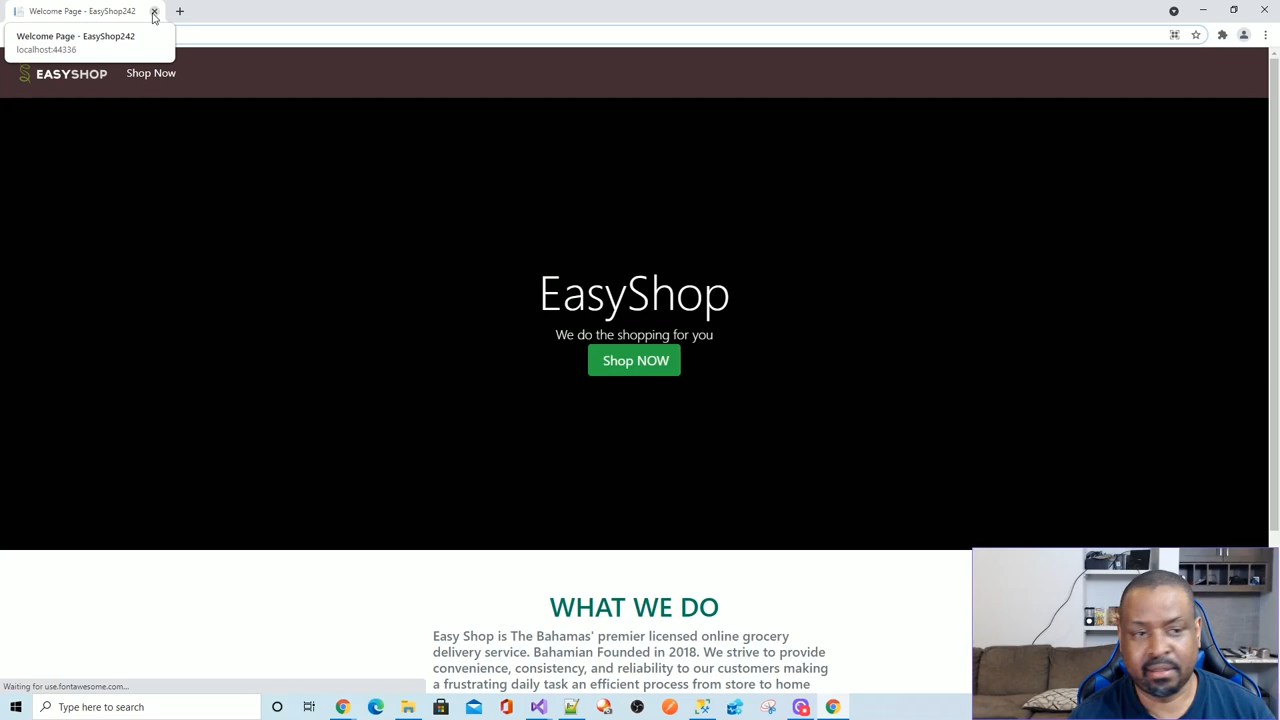 Welcome Page - EasyShop242
Welcome Page - EasyShop242
localhost:44336
EASYSHOP
Shop Now
EasyShop
We do the shopping for you
Shop NOW
WHAT WE DO
Easy Shop is The Bahamas' premier licensed online grocery
delivery service. Bahamian Founded in 2018. We strive to provide
convenience, consistency, and reliability to our customers making
a frustrating daily task an efficient process from store to home
Waiting for use.fontawesome.com...
Type here to search